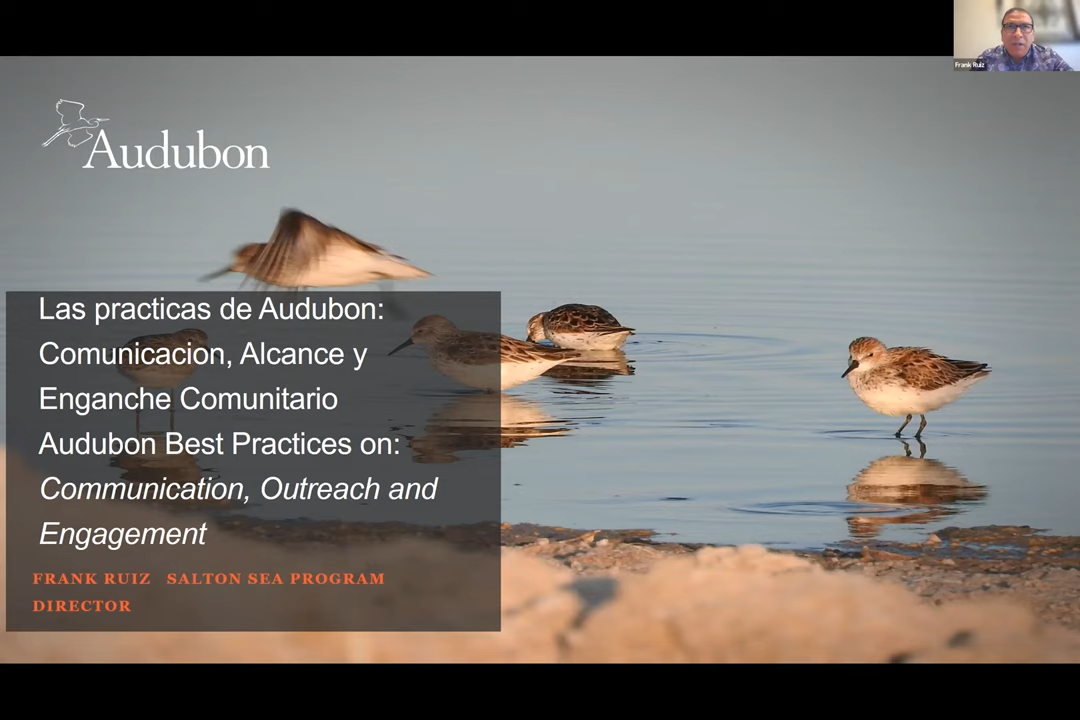 Frank Ruiz
Audubon
Las practicas de Audubon:
Comunicacion, Alcance y
Enganche Comunitario
Audubon Best Practices on:
Communication, Outreach and
Engagement
FRANK RUIZ SALTON SEA PROGRAM
DIRECTOR